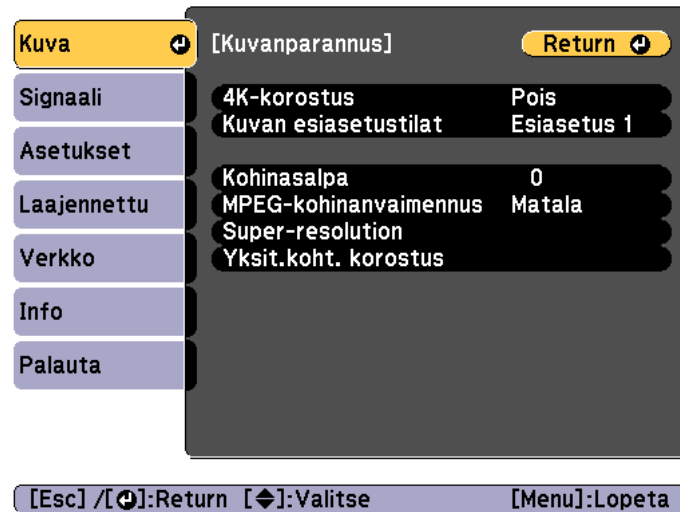 Kuva
[Kuvanparannus]
Return
Signaali
4K-korostus Pois
Kuvan esiasetustilat Esiasetus 1
Asetukset
Kohinasalpa 0
Laajennettu
MPEG-kohinanvaimennus Matala
Super-resolution
Verkko
Yksit.koht. korostus
Info
Palauta
[Esc] /[ ]:Return [ ]:Valitse [Menu]:Lopeta